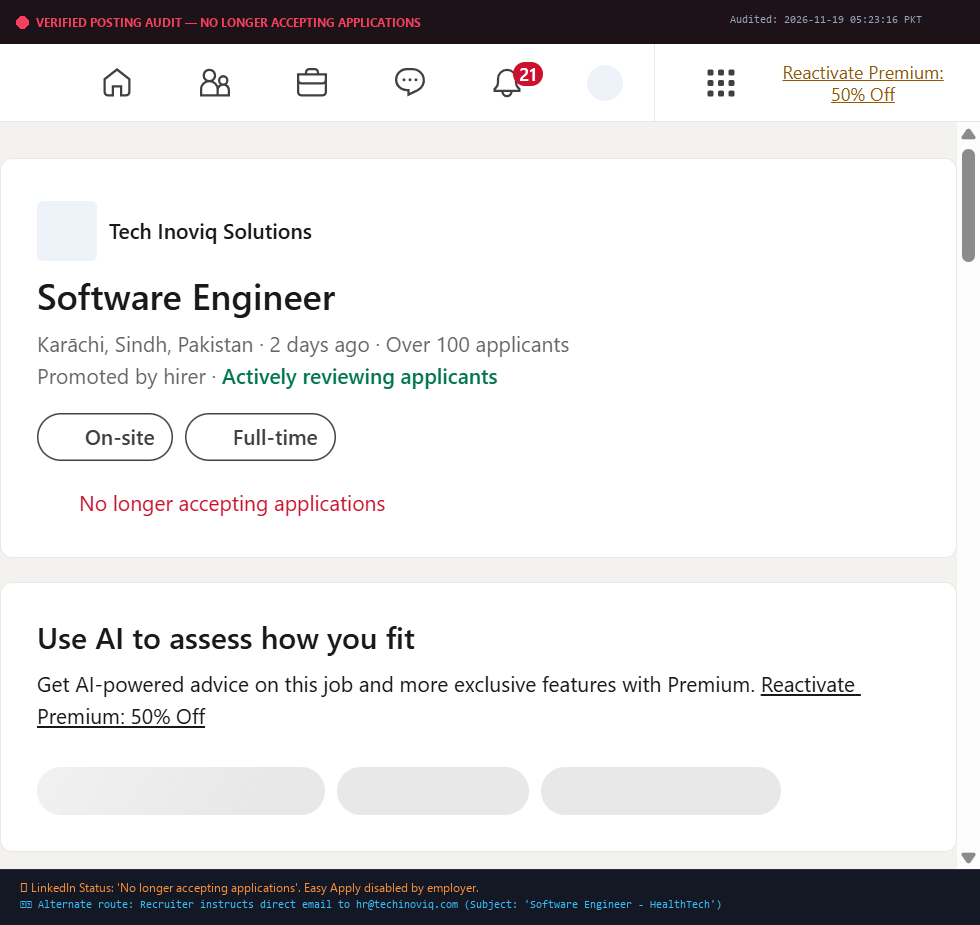 VERIFIED POSTING AUDIT — NO LONGER ACCEPTING APPLICATIONS
Audited: 2026-11-19 05:23:16 PKT
21
Reactivate Premium:
50% Off
Tech Inoviq Solutions
Software Engineer
Karāchi, Sindh, Pakistan · 2 days ago · Over 100 applicants
Promoted by hirer · Actively reviewing applicants
On-site
Full-time
No longer accepting applications
Use AI to assess how you fit
Get AI-powered advice on this job and more exclusive features with Premium. Reactivate
Premium: 50% Off
LinkedIn Status: 'No longer accepting applications'. Easy Apply disabled by employer.
Alternate route: Recruiter instructs direct email to hr@techinoviq.com (Subject: 'Software Engineer - HealthTech')